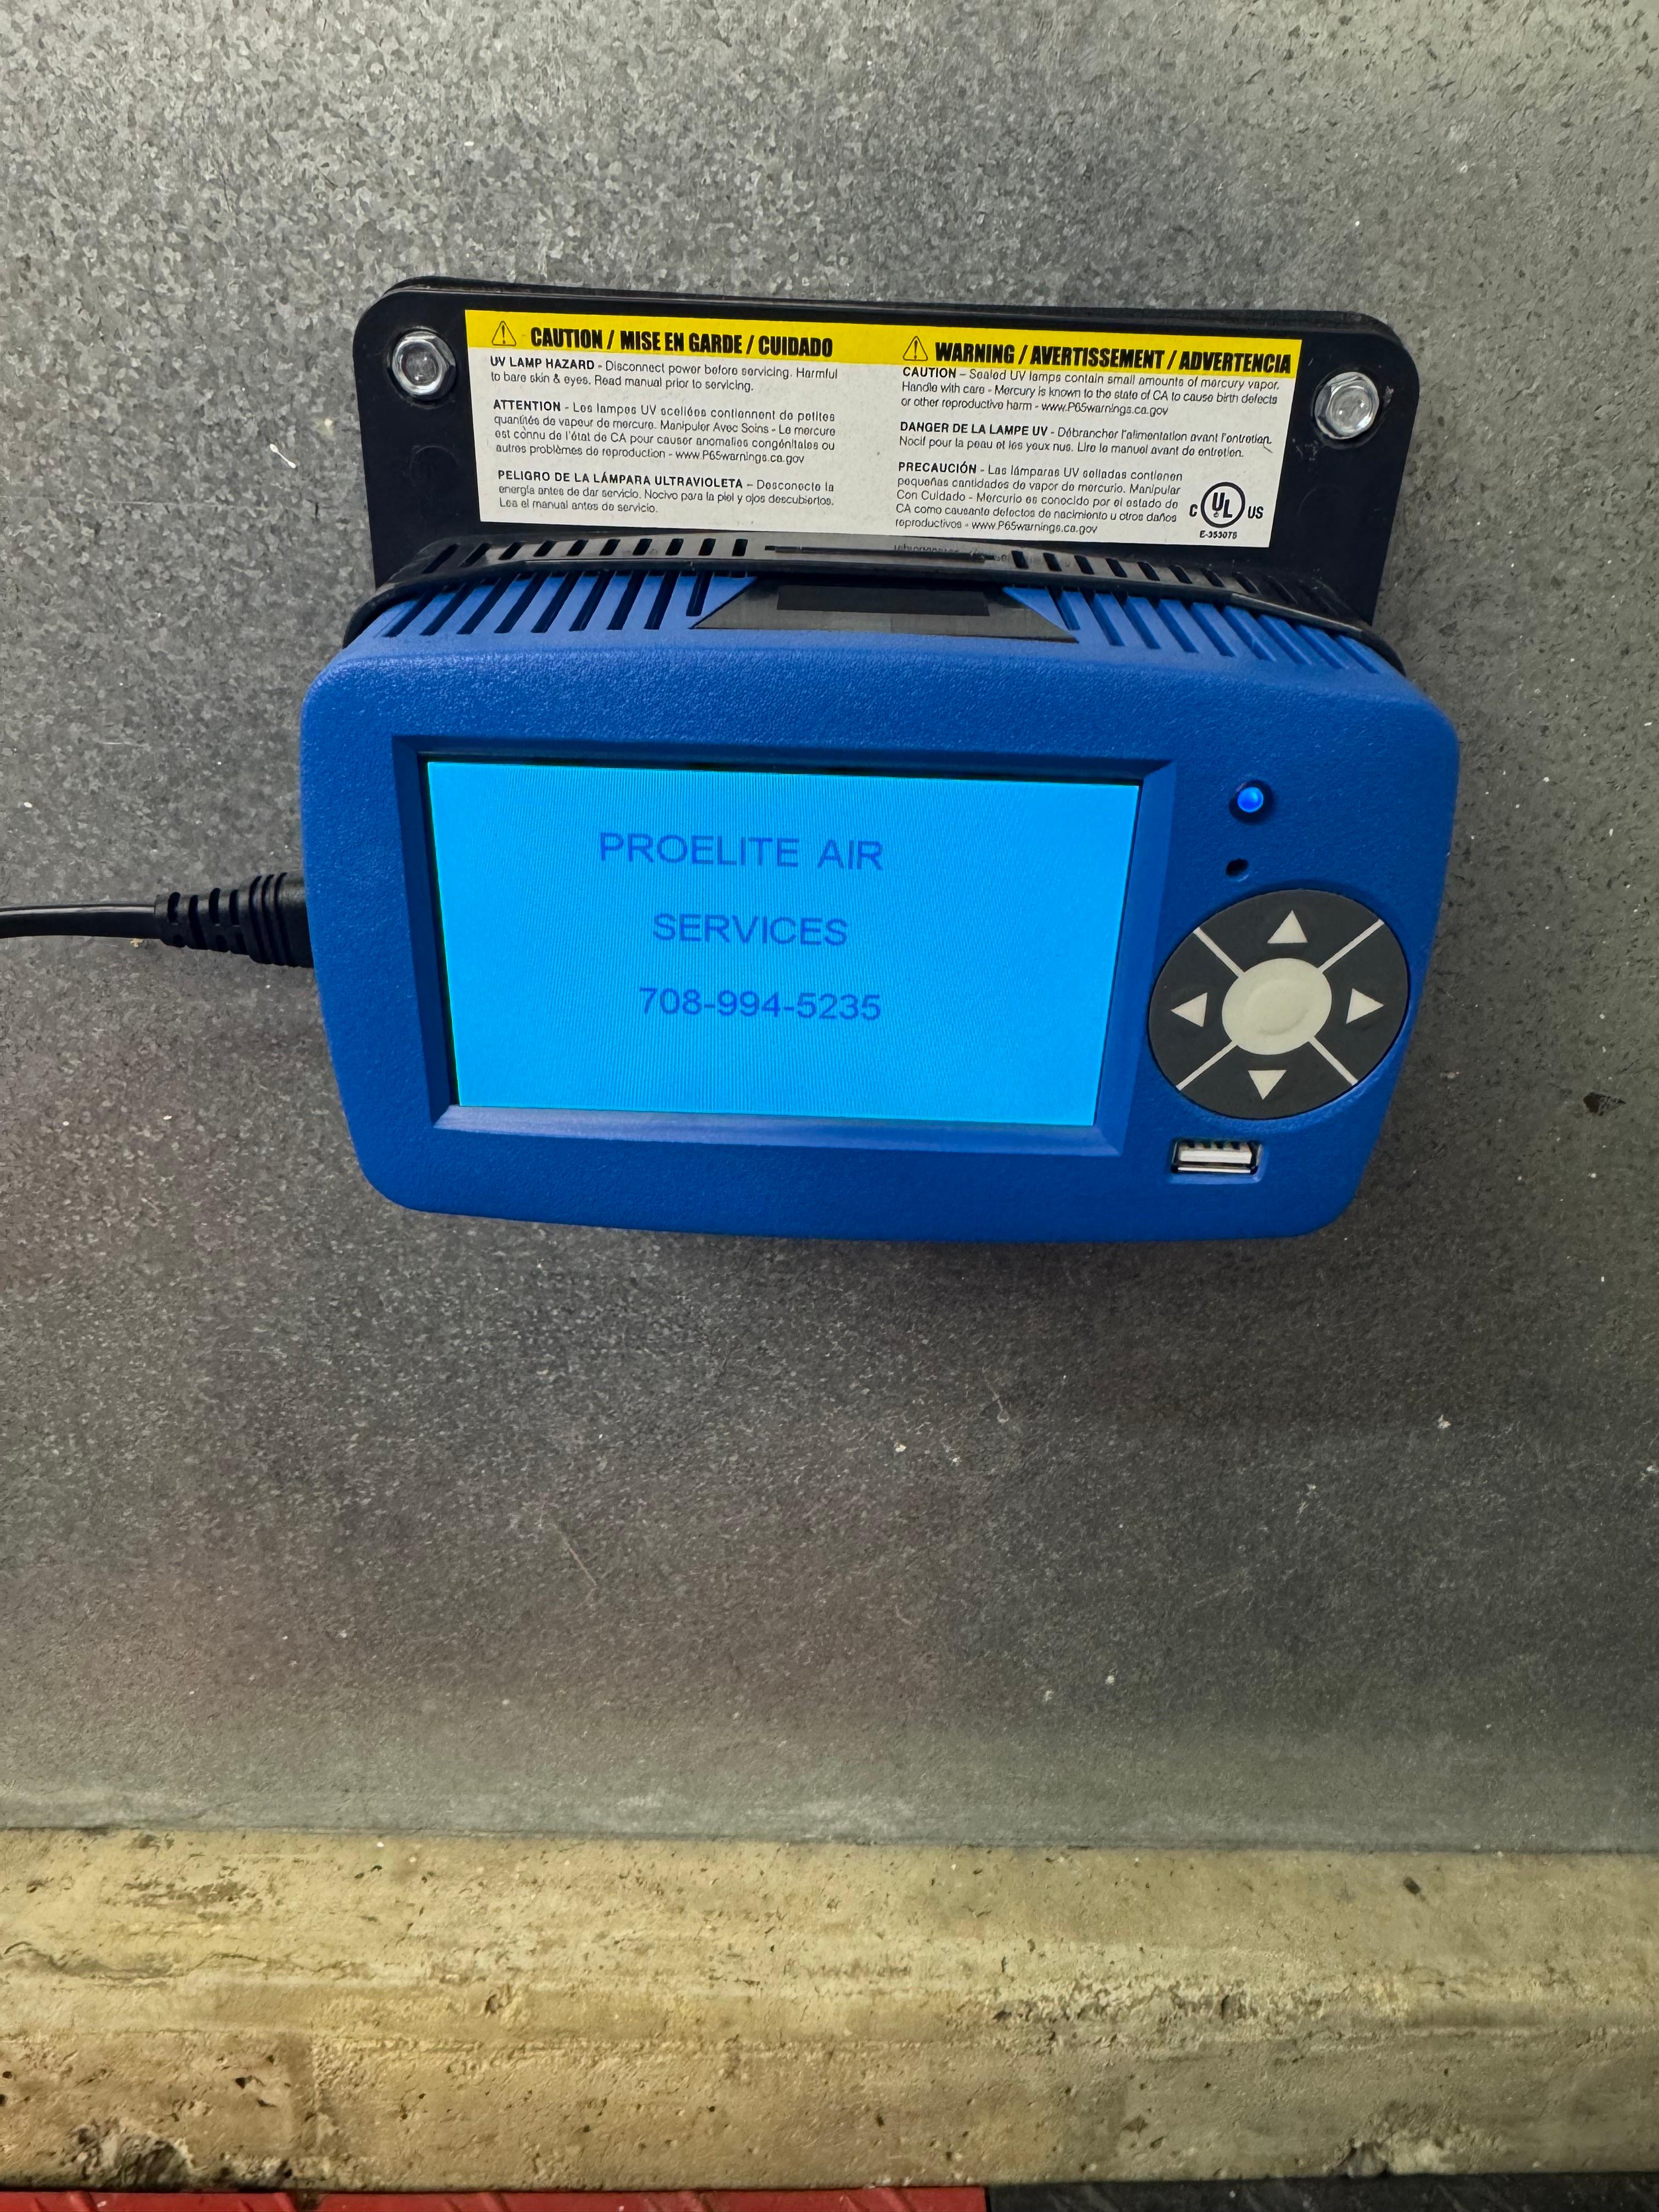 CAUTION / MISE EN GARDE / CUIDADO
UV LAMP HAZARD - Disconnect power before servicing. Harmful
to bare skin & eyes. Read manual prior to servicing.
ATTENTION - Les lampes UV scellées contiennent de petites
quantités de vapeur de mercure. Manipuler Avec Soins - Le mercure
est connu de l'état de CA pour causer anomalies congénitales ou
autres problèmes de reproduction - www.P65warnings.ca.gov
PELIGRO DE LA LÁMPARA ULTRAVIOLETA – Desconecte la
energía antes de dar servicio. Nocivo para la piel y ojos descubiertos.
Lea el manual antes de servicio.
WARNING / AVERTISSEMENT / ADVERTENCIA
CAUTION – Sealed UV lamps contain small amounts of mercury vapor.
Handle with care - Mercury is known to the state of CA to cause birth defects
or other reproductive harm - www.P65warnings.ca.gov
DANGER DE LA LAMPE UV - Débrancher l'alimentation avant l'entretien.
Nocif pour la peau et les yeux nus. Lire le manuel avant de entretien.
PRECAUCIÓN - Las lámparas UV selladas contienen
pequeñas cantidades de vapor de mercurio. Manipular
Con Cuidado - Mercurio es conocido por el estado de
CA como causante defectos de nacimiento u otros daños
reproductivos - www.P65warnings.ca.gov
C UL US
E-353075
PROELITE AIR
SERVICES
708-994-5235